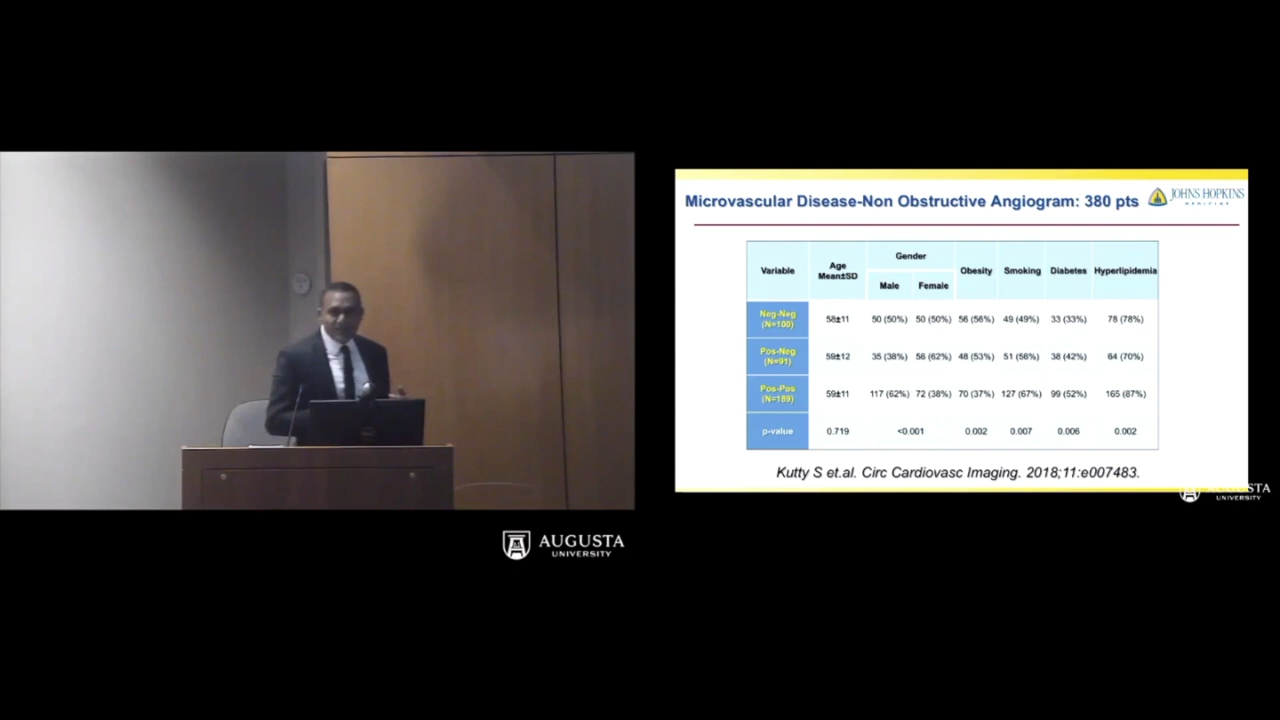 Microvascular Disease-Non Obstructive Angiogram: 380 pts
JOHNS HOPKINS
MEDICINE
Variable
Age
Mean±SD
Gender
Male
Female
Obesity
Smoking
Diabetes
Hyperlipidemia
Neg-Neg
(N=100)
58±11
50 (50%)
50 (50%)
56 (56%)
49 (49%)
33 (33%)
78 (78%)
Pos-Neg
(N=91)
59±12
35 (38%)
56 (62%)
48 (53%)
51 (56%)
38 (42%)
64 (70%)
Pos-Pos
(N=189)
59±11
117 (62%)
72 (38%)
70 (37%)
127 (67%)
99 (52%)
165 (87%)
p-value
0.719
<0.001
0.002
0.007
0.006
0.002
Kutty S et.al. Circ Cardiovasc Imaging. 2018;11:e007483.
AUGUSTA
UNIVERSITY
AUGUSTA
UNIVERSITY